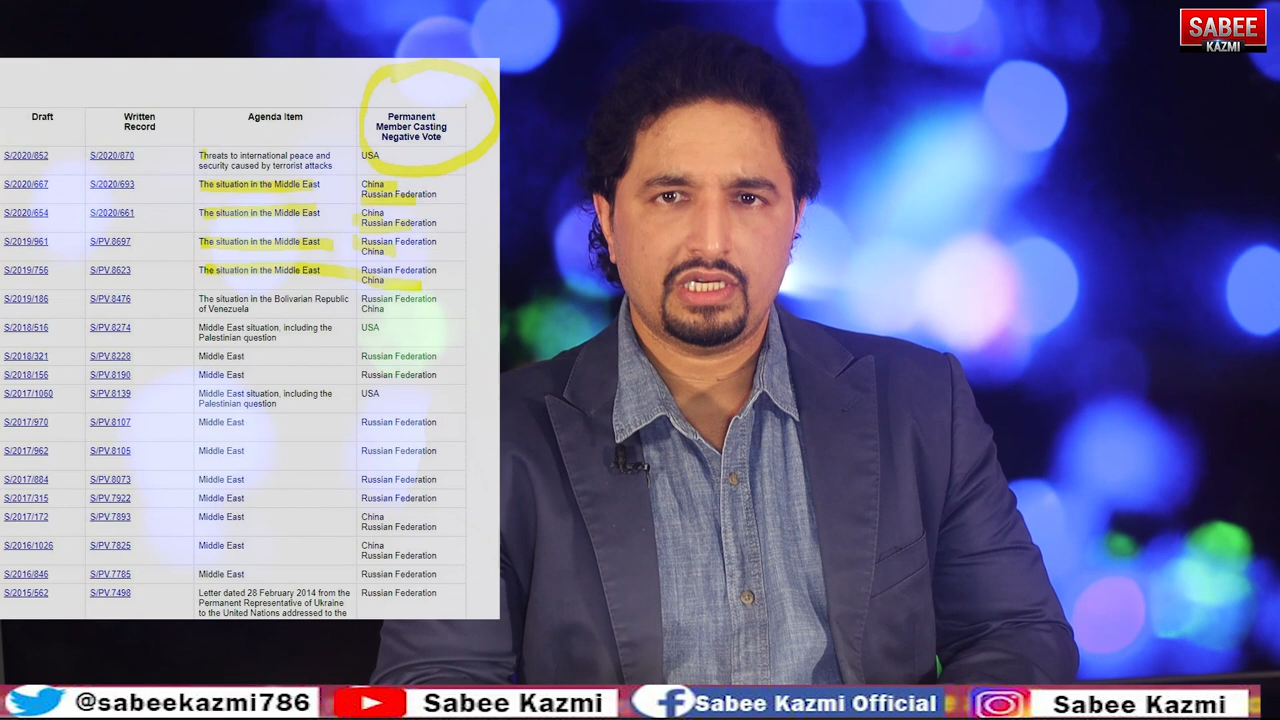 SABEE
KAZMI
Draft Written Record Agenda Item Permanent Member Casting Negative Vote
S/2020/852 S/2020/870 Threats to international peace and security caused by terrorist attacks USA
S/2020/667 S/2020/693 The situation in the Middle East China Russian Federation
S/2020/654 S/2020/661 The situation in the Middle East China Russian Federation
S/2019/961 S/PV.8697 The situation in the Middle East Russian Federation China
S/2019/756 S/PV.8623 The situation in the Middle East Russian Federation China
S/2019/186 S/PV.8476 The situation in the Bolivarian Republic of Venezuela Russian Federation China
S/2018/516 S/PV.8274 Middle East situation, including the Palestinian question USA
S/2018/321 S/PV.8228 Middle East Russian Federation
S/2018/156 S/PV.8190 Middle East Russian Federation
S/2017/1060 S/PV.8139 Middle East situation, including the Palestinian question USA
S/2017/970 S/PV.8107 Middle East Russian Federation
S/2017/962 S/PV.8105 Middle East Russian Federation
S/2017/884 S/PV.8073 Middle East Russian Federation
S/2017/315 S/PV.7922 Middle East Russian Federation
S/2017/172 S/PV.7893 Middle East China Russian Federation
S/2016/1026 S/PV.7825 Middle East China Russian Federation
S/2016/846 S/PV.7785 Middle East Russian Federation
S/2015/562 S/PV.7498 Letter dated 28 February 2014 from the Permanent Representative of Ukraine to the United Nations addressed to the Russian Federation
@sabeekazmi786 Sabee Kazmi Sabee Kazmi Official Sabee Kazmi